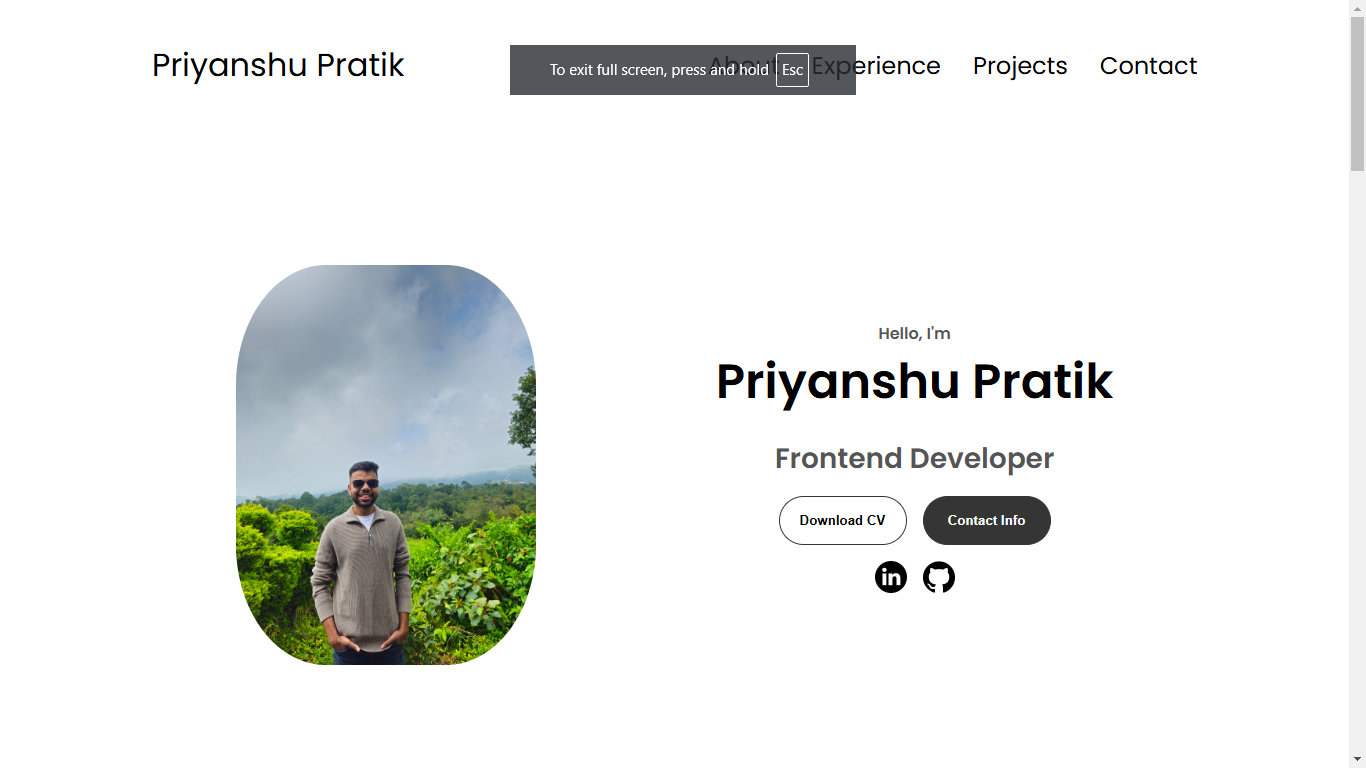 Priyanshu Pratik
To exit full screen, press and hold Esc
About Experience Projects Contact
Hello, I'm
Priyanshu Pratik
Frontend Developer
Download CV Contact Info
in